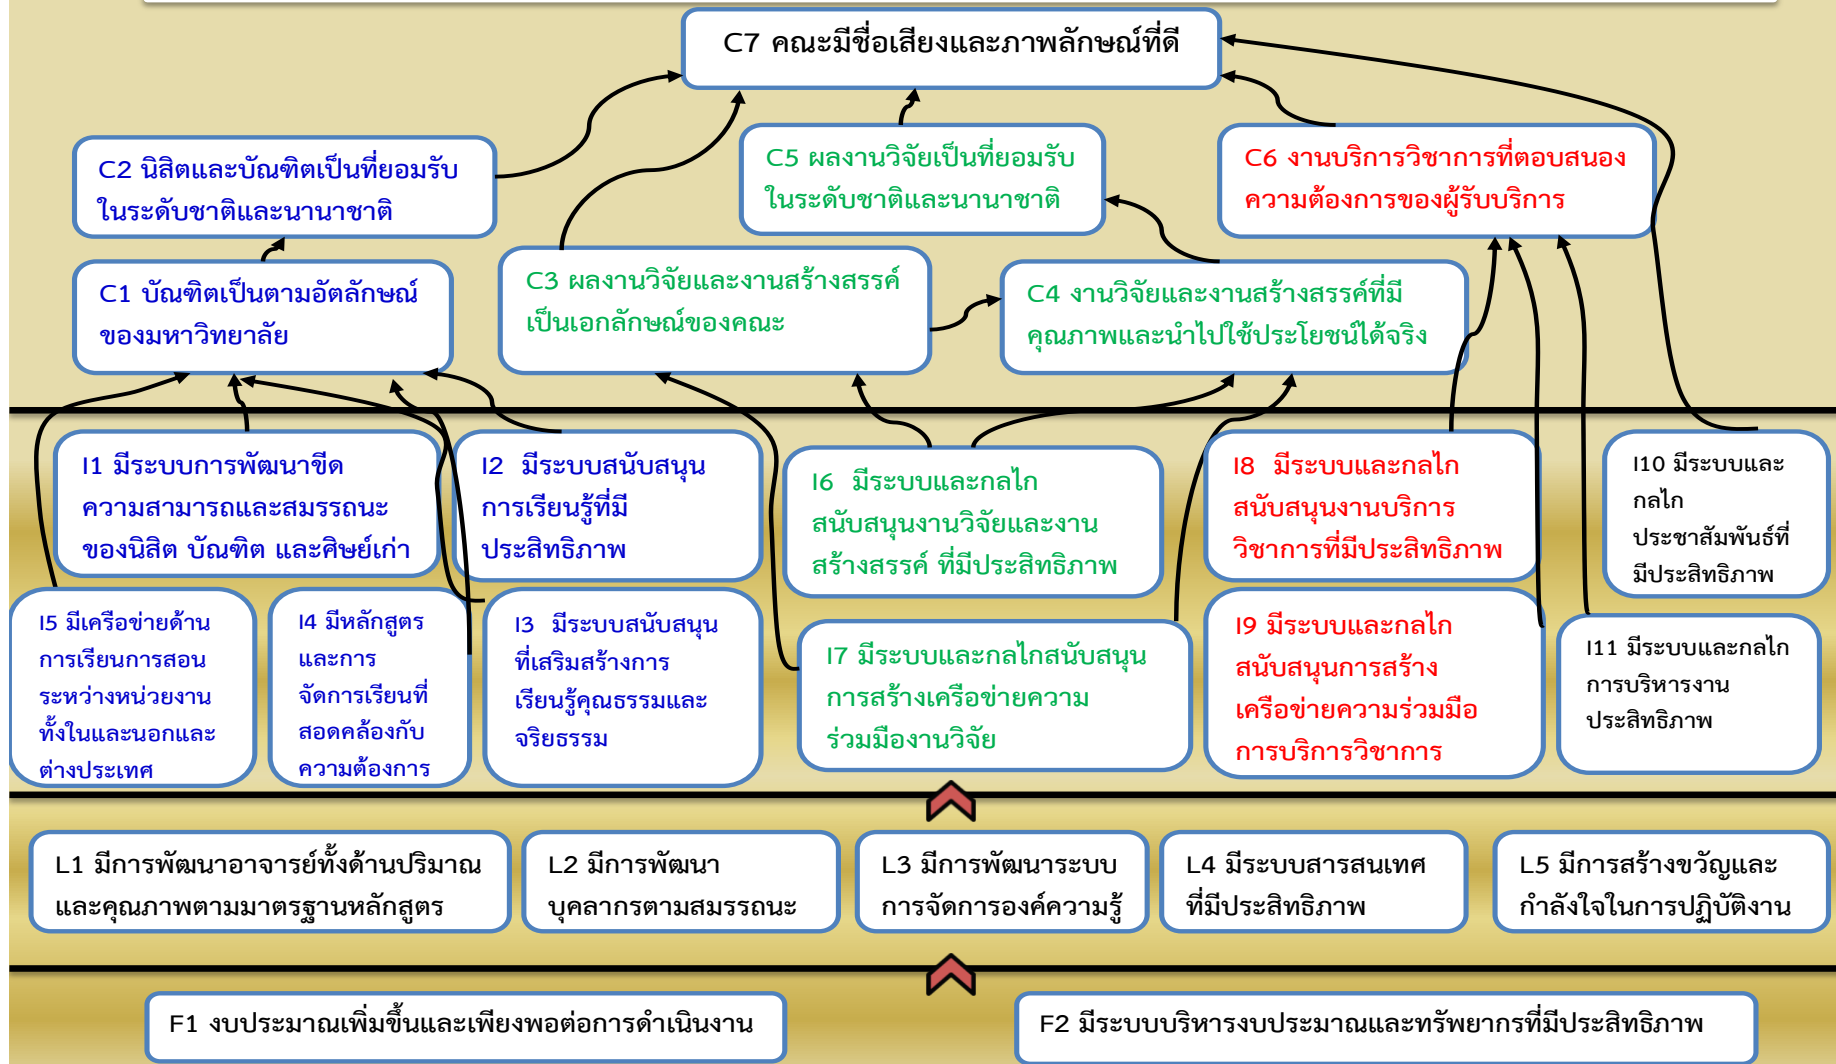 C7 คณะมีชื่อเสียงและภาพลักษณ์ที่ดี
C2 นิสิตและบัณฑิตเป็นที่ยอมรับ
ในระดับชาติและนานาชาติ
C5 ผลงานวิจัยเป็นที่ยอมรับ
ในระดับชาติและนานาชาติ
C6 งานบริการวิชาการที่ตอบสนอง
ความต้องการของผู้รับบริการ
C1 บัณฑิตเป็นตามอัตลักษณ์
ของมหาวิทยาลัย
C3 ผลงานวิจัยและงานสร้างสรรค์
เป็นเอกลักษณ์ของคณะ
C4 งานวิจัยและงานสร้างสรรค์ที่มี
คุณภาพและนำไปใช้ประโยชน์ได้จริง
I1 มีระบบการพัฒนาขีด
ความสามารถและสมรรถนะ
ของนิสิต บัณฑิต และศิษย์เก่า
I2 มีระบบสนับสนุน
การเรียนรู้ที่มี
ประสิทธิภาพ
I6 มีระบบและกลไก
สนับสนุนงานวิจัยและงาน
สร้างสรรค์ ที่มีประสิทธิภาพ
I8 มีระบบและกลไก
สนับสนุนงานบริการ
วิชาการที่มีประสิทธิภาพ
I10 มีระบบและ
กลไก
ประชาสัมพันธ์ที่
มีประสิทธิภาพ
I5 มีเครือข่ายด้าน
การเรียนการสอน
ระหว่างหน่วยงาน
ทั้งในและนอกและ
ต่างประเทศ
I4 มีหลักสูตร
และการ
จัดการเรียนที่
สอดคล้องกับ
ความต้องการ
I3 มีระบบสนับสนุน
ที่เสริมสร้างการ
เรียนรู้คุณธรรมและ
จริยธรรม
I7 มีระบบและกลไกสนับสนุน
การสร้างเครือข่ายความ
ร่วมมืองานวิจัย
I9 มีระบบและกลไก
สนับสนุนการสร้าง
เครือข่ายความร่วมมือ
การบริการวิชาการ
I11 มีระบบและกลไก
การบริหารงาน
ประสิทธิภาพ
L1 มีการพัฒนาอาจารย์ทั้งด้านปริมาณ
และคุณภาพตามมาตรฐานหลักสูตร
L2 มีการพัฒนา
บุคลากรตามสมรรถนะ
L3 มีการพัฒนาระบบ
การจัดการองค์ความรู้
L4 มีระบบสารสนเทศ
ที่มีประสิทธิภาพ
L5 มีการสร้างขวัญและ
กำลังใจในการปฏิบัติงาน
F1 งบประมาณเพิ่มขึ้นและเพียงพอต่อการดำเนินงาน
F2 มีระบบบริหารงบประมาณและทรัพยากรที่มีประสิทธิภาพ